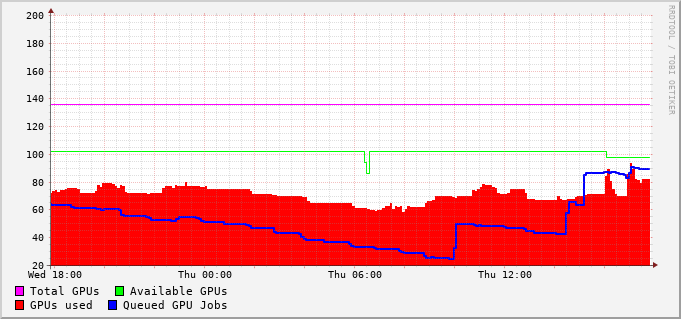 200
180
160
140
120
100
80
60
40
20
Wed 18:00 Thu 00:00 Thu 06:00 Thu 12:00
Total GPUs Available GPUs
GPUs used Queued GPU Jobs
RRDTOOL / TOBI OETIKER